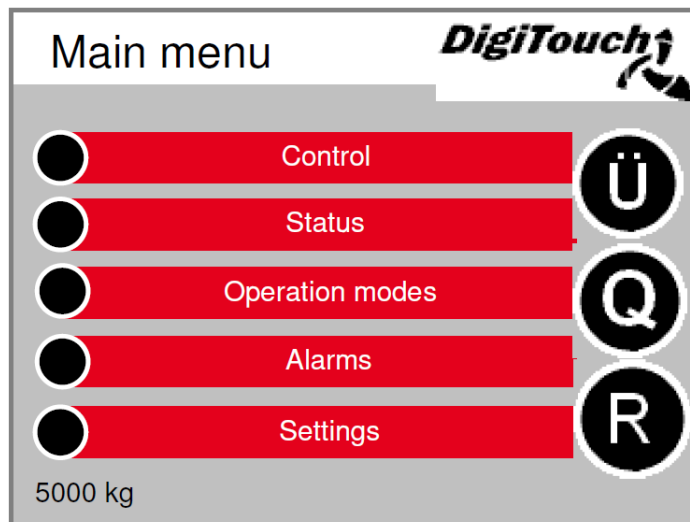 Main menu
DigiTouch
Control
Ü
Status
Operation modes
Q
Alarms
Settings
R
5000 kg